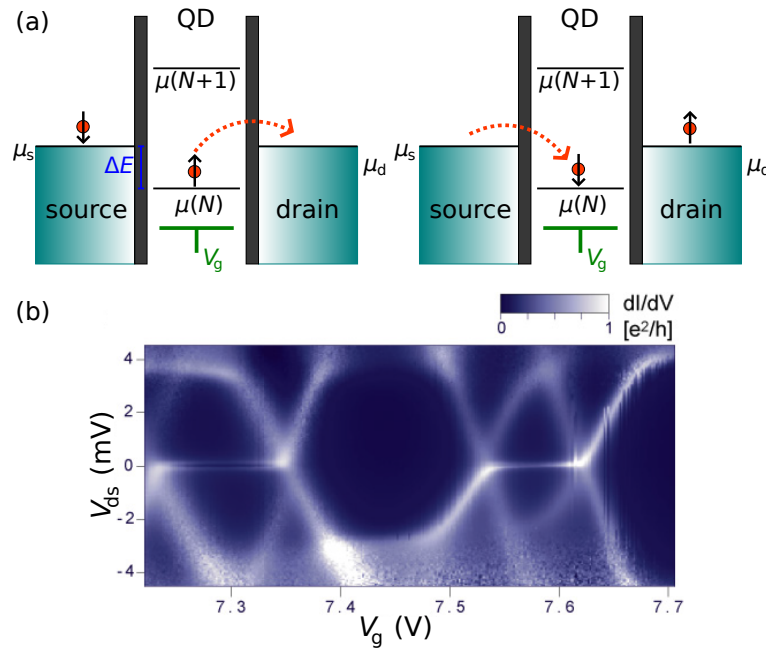 (a)
QD
μ(N+1)
μs
ΔE
source
μ(N)
Vg
drain
μd
QD
μ(N+1)
μs
source
μ(N)
Vg
drain
μd
(b)
dI/dV
0 1 [e²/h]
4
2
0
-2
-4
Vds (mV)
7.3 7.4 7.5 7.6 7.7
Vg (V)